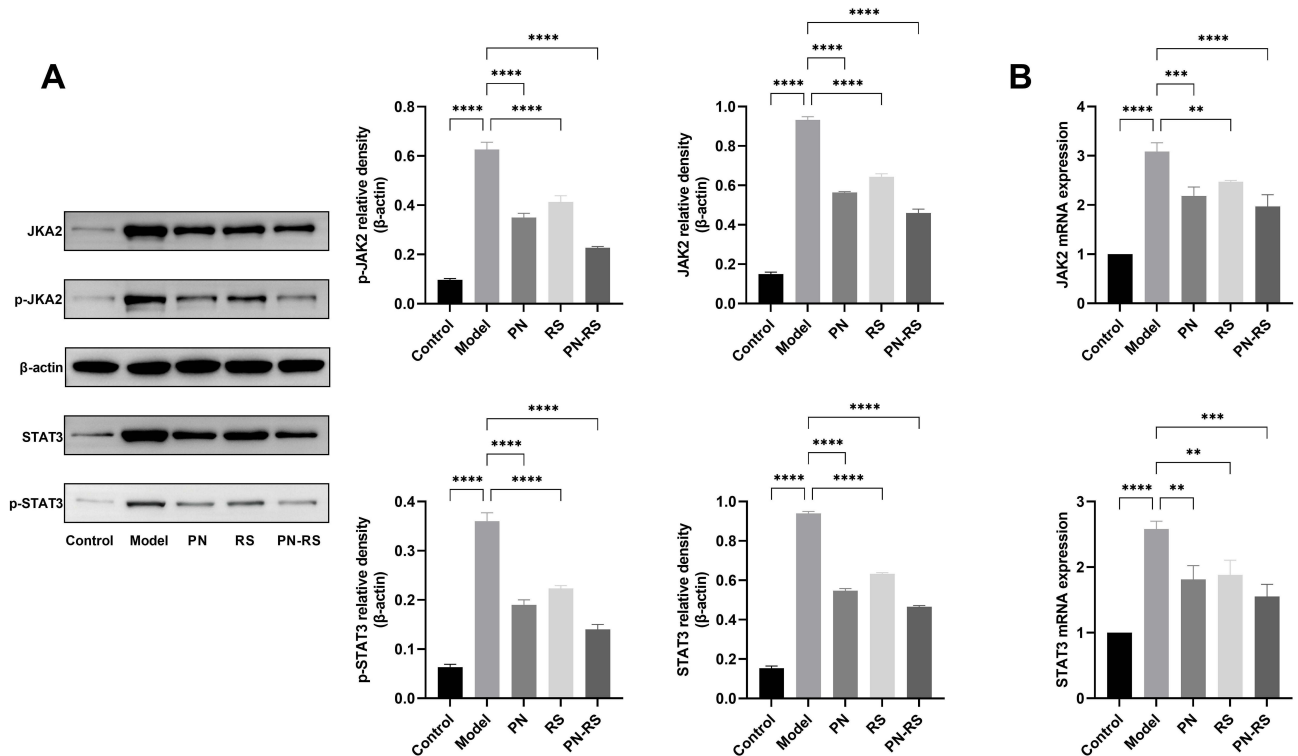 A
JKA2
p-JKA2
β-actin
STAT3
p-STAT3
Control Model PN RS PN-RS
****
****
**** ****
p-JAK2 relative density
(β-actin)
0.8
0.6
0.4
0.2
0.0
Control Model PN RS PN-RS
****
****
**** ****
JAK2 relative density
(β-actin)
1.0
0.8
0.6
0.4
0.2
0.0
Control Model PN RS PN-RS
****
****
**** ****
p-STAT3 relative density
(β-actin)
0.4
0.3
0.2
0.1
0.0
Control Model PN RS PN-RS
****
****
**** ****
STAT3 relative density
(β-actin)
1.0
0.8
0.6
0.4
0.2
0.0
Control Model PN RS PN-RS
B
****
***
**** **
JAK2 mRNA expression
4
3
2
1
0
Control Model PN RS PN-RS
***
**
**** **
STAT3 mRNA expression
3
2
1
0
Control Model PN RS PN-RS